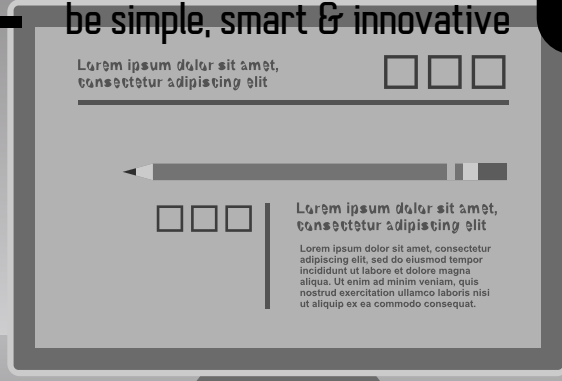 be simple, smart & innovative
Lorem ipsum dolor sit amet,
consectetur adipiscing elit
Lorem ipsum dolor sit amet,
consectetur adipiscing elit
Lorem ipsum dolor sit amet, consectetur
adipiscing elit, sed do eiusmod tempor
incididunt ut labore et dolore magna
aliqua. Ut enim ad minim veniam, quis
nostrud exercitation ullamco laboris nisi
ut aliquip ex ea commodo consequat.